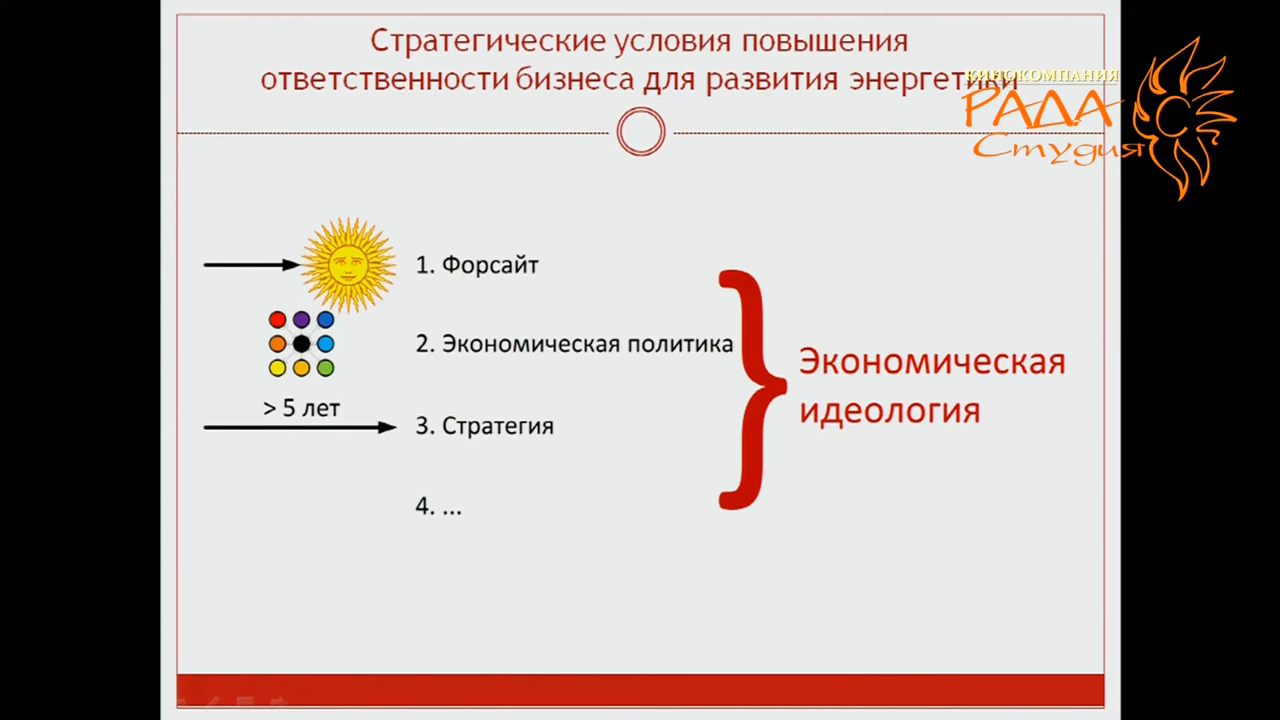 Стратегические условия повышения
ответственности бизнеса для развития энергетики
КИНОКОМПАНИЯ
РАДА
Студия
1. Форсайт
2. Экономическая политика
> 5 лет
3. Стратегия
4. ...
Экономическая
идеология